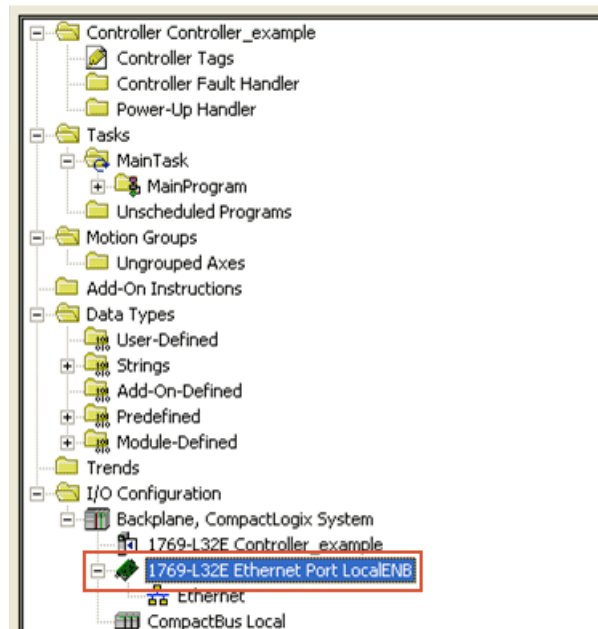 Controller Controller_example
Controller Tags
Controller Fault Handler
Power-Up Handler
Tasks
MainTask
MainProgram
Unscheduled Programs
Motion Groups
Ungrouped Axes
Add-On Instructions
Data Types
User-Defined
Strings
Add-On-Defined
Predefined
Module-Defined
Trends
I/O Configuration
Backplane, CompactLogix System
1769-L32E Controller_example
1769-L32E Ethernet Port LocalENB
Ethernet
CompactBus Local